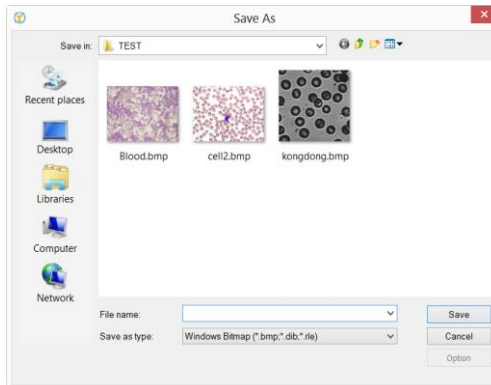 Save As
Save in:
TEST
Recent places
Desktop
Libraries
Computer
Network
Blood.bmp
cell2.bmp
kongdong.bmp
File name:
Save
Save as type:
Windows Bitmap (*.bmp;*.dib;*.rle)
Cancel
Option